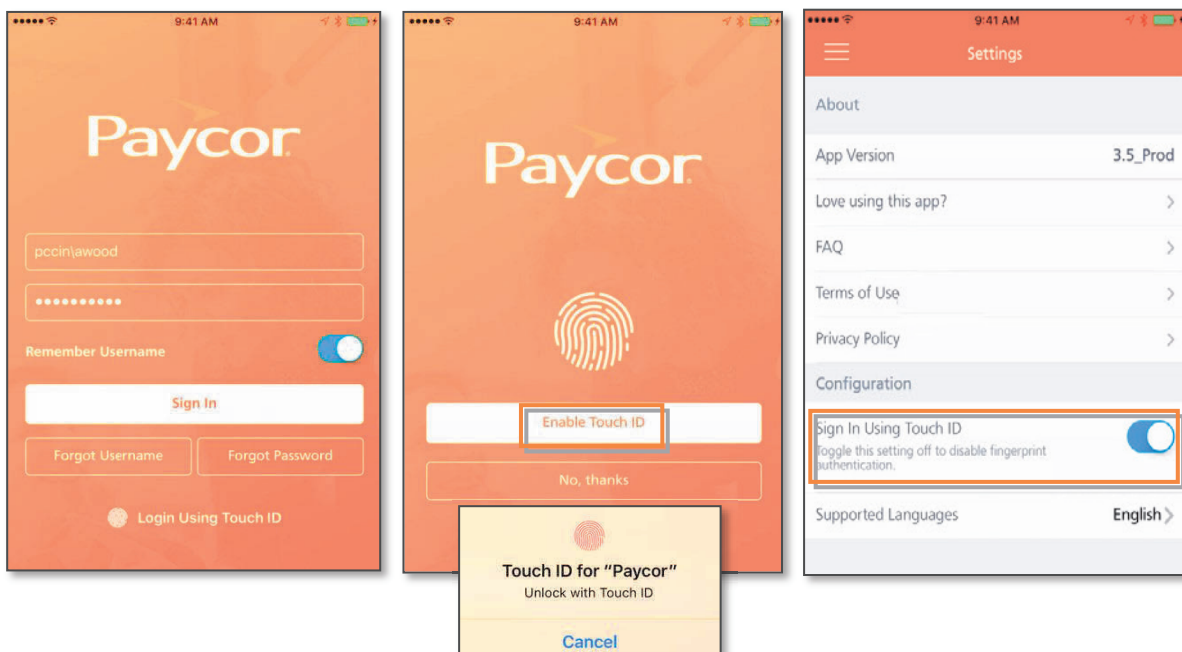 9:41 AM
Paycor
pccin\awood
••••••••••
Remember Username
Sign In
Forgot Username
Forgot Password
Login Using Touch ID
9:41 AM
Paycor
Enable Touch ID
No, thanks
Touch ID for “Paycor”
Unlock with Touch ID
Cancel
9:41 AM
Settings
About
App Version
3.5_Prod
Love using this app?
FAQ
Terms of Use
Privacy Policy
Configuration
Sign In Using Touch ID
Toggle this setting off to disable fingerprint
authentication.
Supported Languages
English